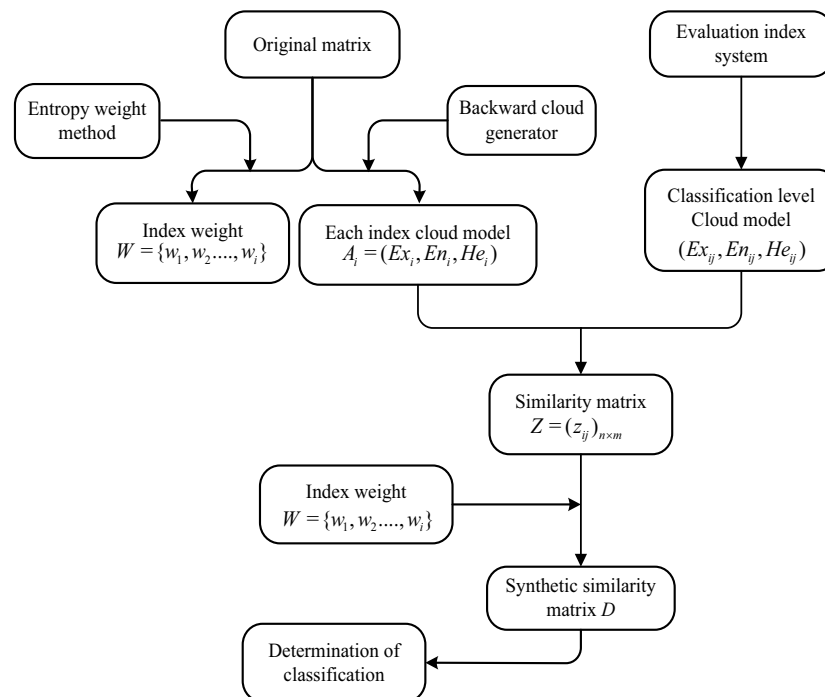 Original matrix
Evaluation index
system
Entropy weight
method
Backward cloud
generator
Index weight
W = {w₁, w₂...., wᵢ}
Each index cloud model
Aᵢ = (Exᵢ, Enᵢ, Heᵢ)
Classification level
Cloud model
(Exᵢⱼ, Enᵢⱼ, Heᵢⱼ)
Similarity matrix
Z = (zᵢⱼ)ₙₓₘ
Index weight
W = {w₁, w₂...., wᵢ}
Synthetic similarity
matrix D
Determination of
classification